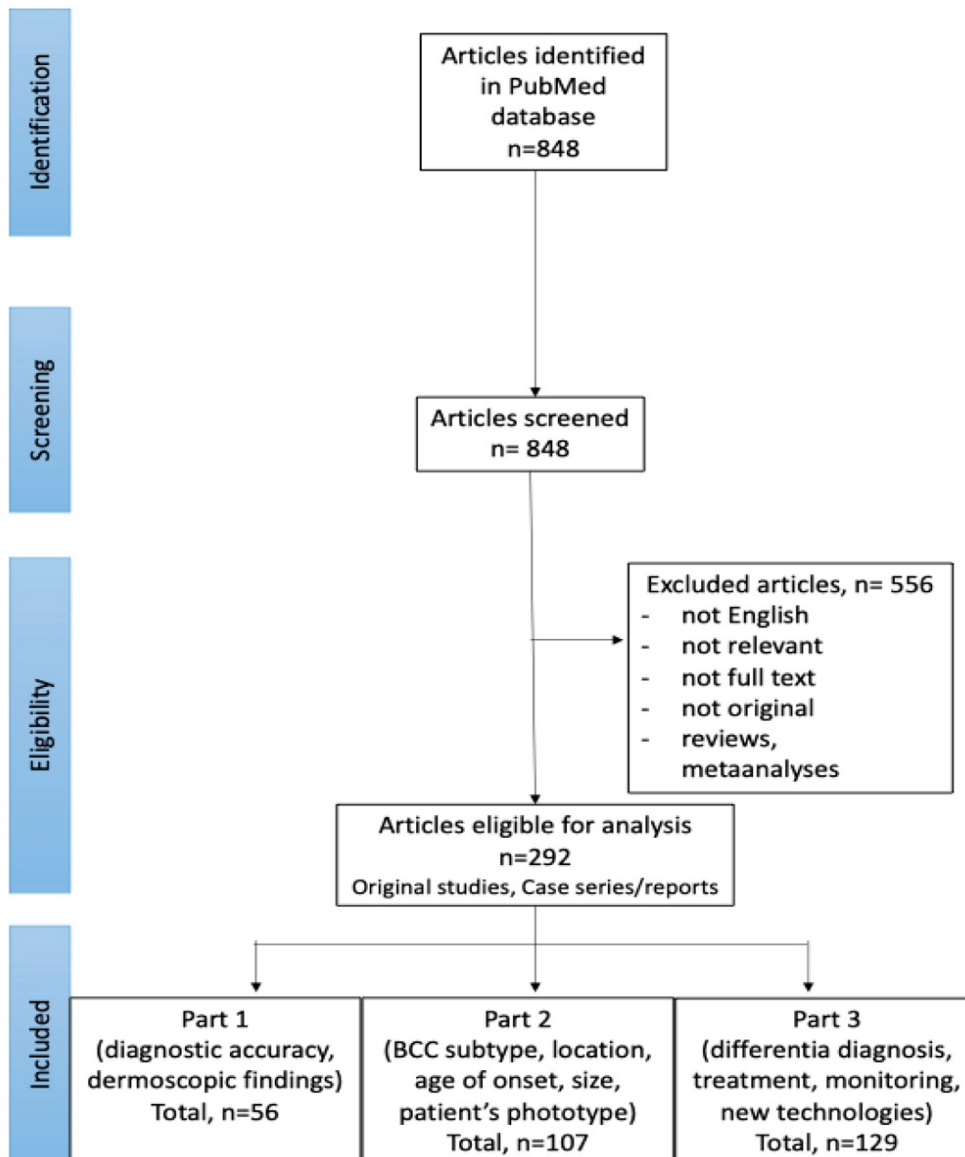 Identification
Articles identified
in PubMed
database
n=848
Screening
Articles screened
n= 848
Eligibility
Excluded articles, n= 556
- not English
- not relevant
- not full text
- not original
- reviews,
metaanalyses
Articles eligible for analysis
n=292
Original studies, Case series/reports
Included
Part 1
(diagnostic accuracy,
dermoscopic findings)
Total, n=56
Part 2
(BCC subtype, location,
age of onset, size,
patient’s phototype)
Total, n=107
Part 3
(differentia diagnosis,
treatment, monitoring,
new technologies)
Total, n=129